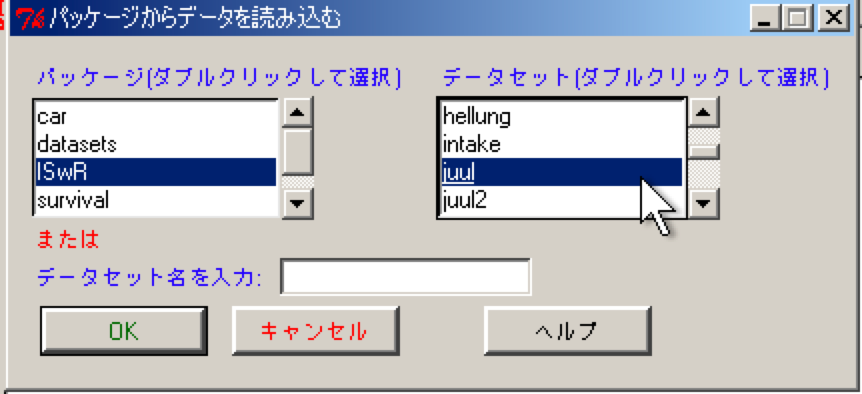 パッケージからデータを読み込む
パッケージ(ダブルクリックして選択)
データセット(ダブルクリックして選択)
car
datasets
ISwR
survival
hellung
intake
juul
juul2
または
データセット名を入力:
OK
キャンセル
ヘルプ